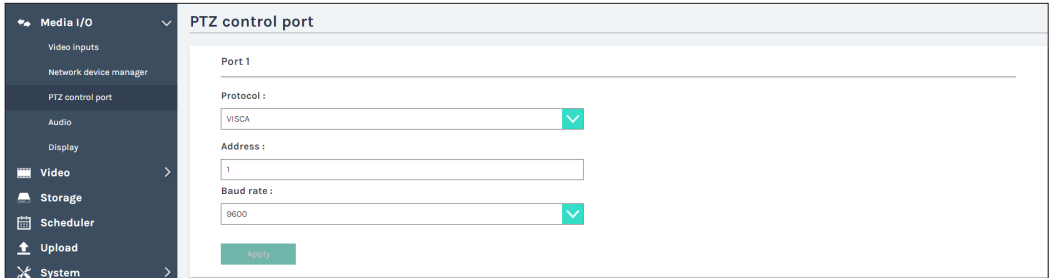 Media I/O
Video inputs
Network device manager
PTZ control port
Audio
Display
Video
Storage
Scheduler
Upload
System
PTZ control port
Port 1
Protocol :
VISCA
Address :
1
Baud rate :
9600
Apply